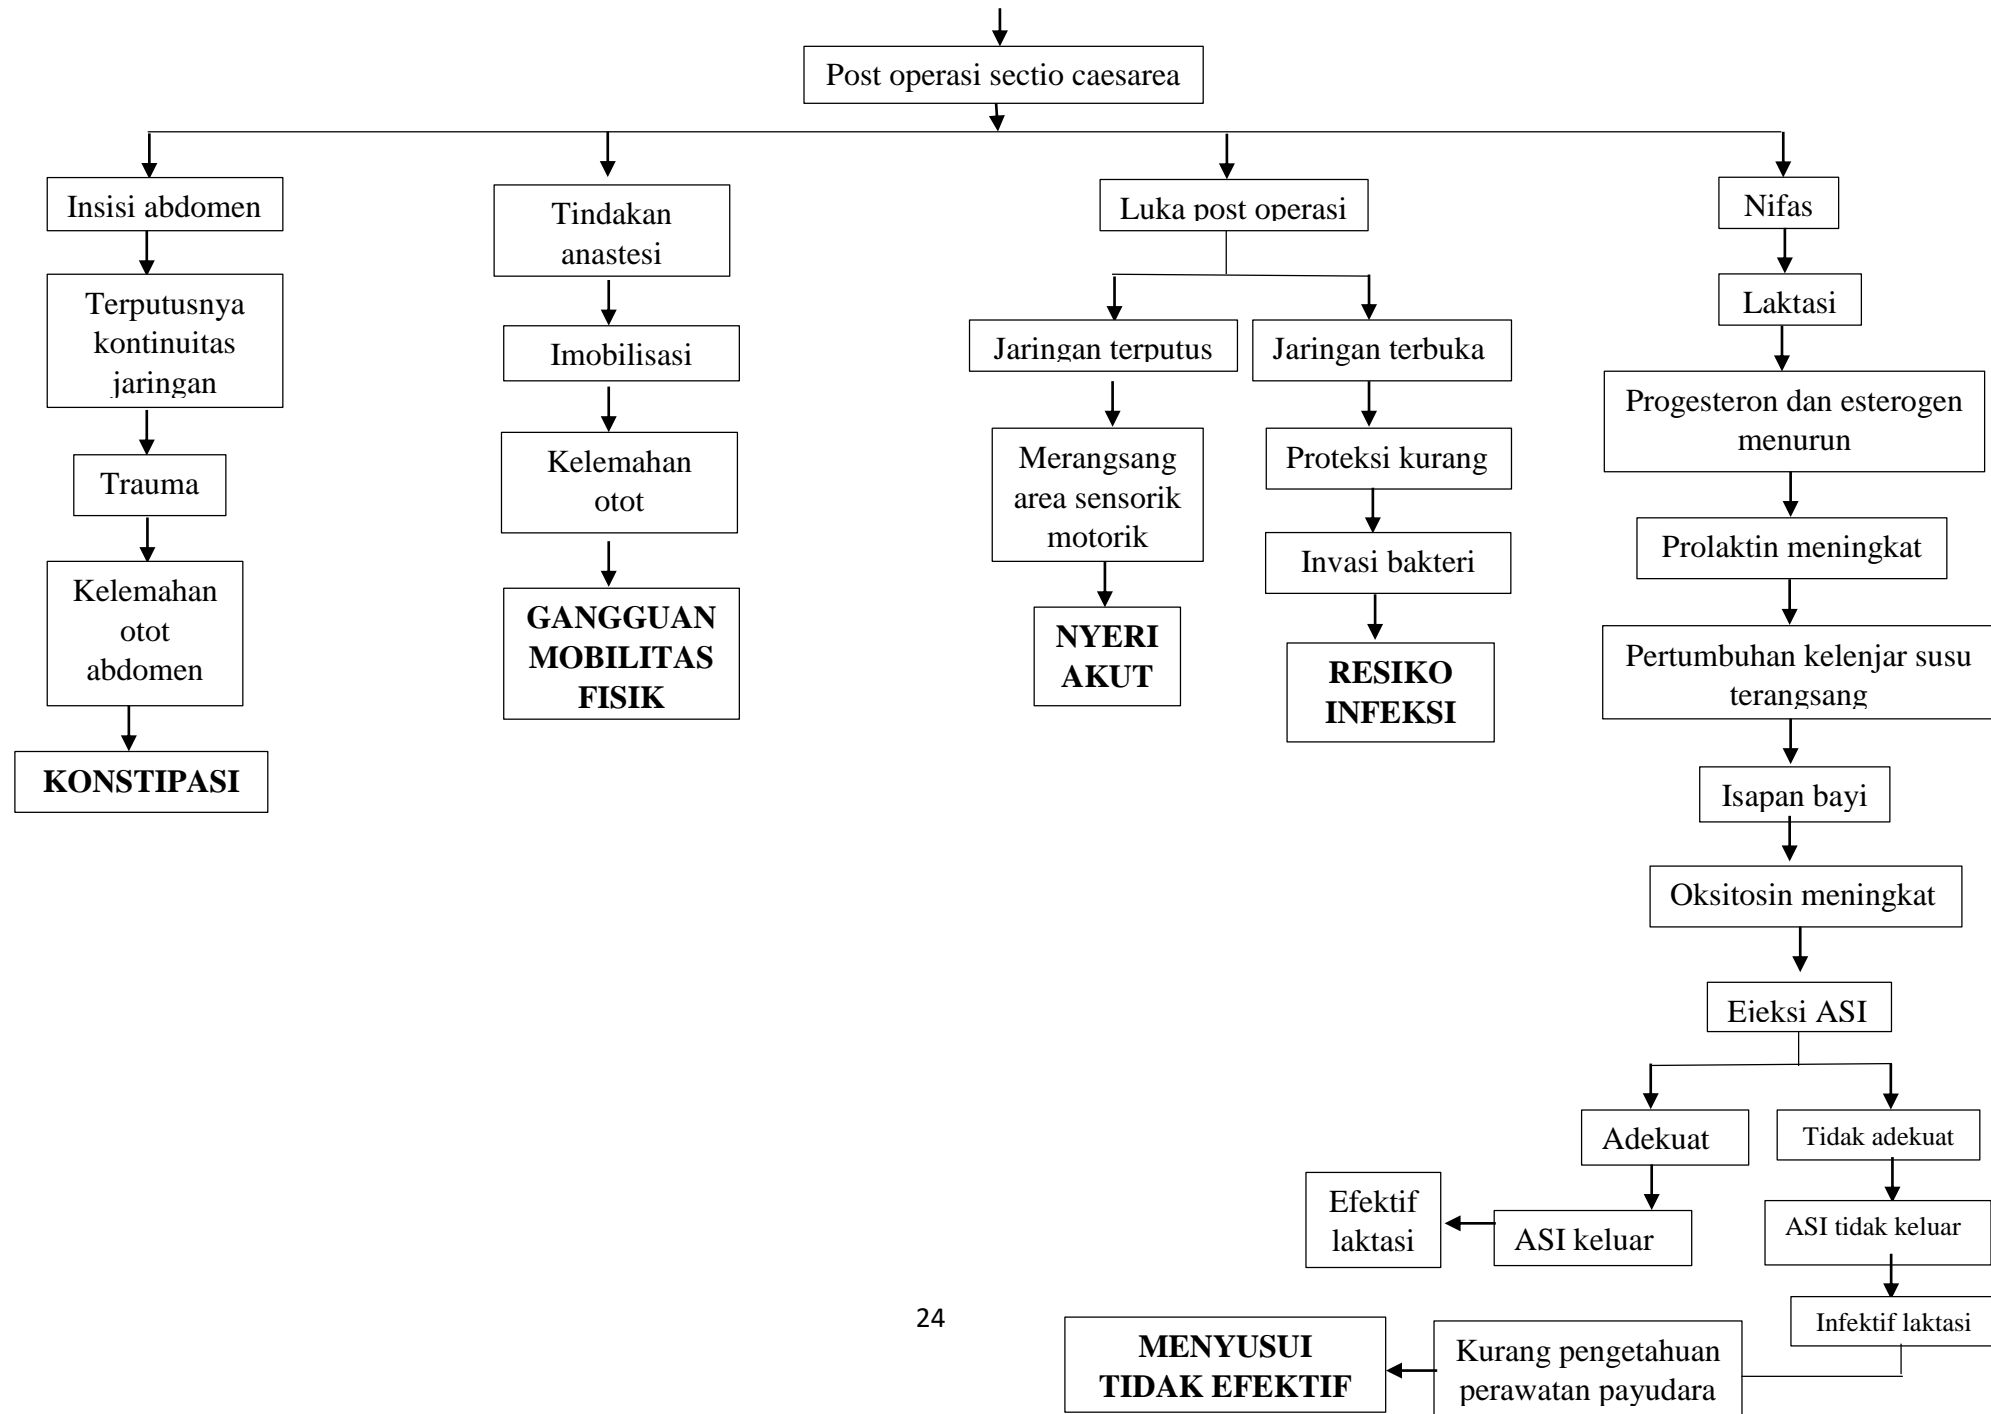 Post operasi sectio caesarea
Insisi abdomen
Terputusnya
kontinuitas
jaringan
Trauma
Kelemahan
otot
abdomen
KONSTIPASI
Tindakan
anastesi
Imobilisasi
Kelemahan
otot
GANGGUAN
MOBILITAS
FISIK
Luka post operasi
Jaringan terputus
Merangsang
area sensorik
motorik
NYERI
AKUT
Jaringan terbuka
Proteksi kurang
Invasi bakteri
RESIKO
INFEKSI
Nifas
Laktasi
Progesteron dan esterogen
menurun
Prolaktin meningkat
Pertumbuhan kelenjar susu
terangsang
Isapan bayi
Oksitosin meningkat
Ejeksi ASI
Adekuat
ASI keluar
Efektif
laktasi
Tidak adekuat
ASI tidak keluar
Infektif laktasi
Kurang pengetahuan
perawatan payudara
MENYUSUI
TIDAK EFEKTIF
24